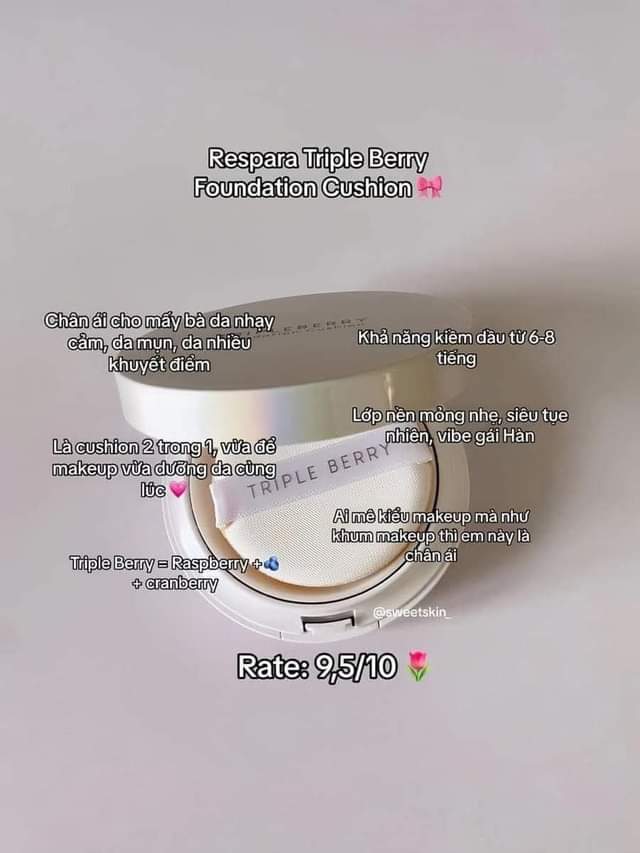 Respara Triple Berry
Foundation Cushion 🎀
Chân ái cho mấy bà da nhạy
cảm, da mụn, da nhiều
khuyết điểm
Khả năng kiềm dầu từ 6-8
tiếng
Lớp nền mỏng nhẹ, siêu tụe
nhiên, vibe gái Hàn
Là cushion 2 trong 1, vừa để
makeup vừa dưỡng da cùng
lúc 💗
TRIPLE BERRY
Ai mê kiểu makeup mà như
khum makeup thì em này là
chân ái
Triple Berry = Raspberry +🫐
+ cranberry
@sweetskin_
Rate: 9,5/10 🌷